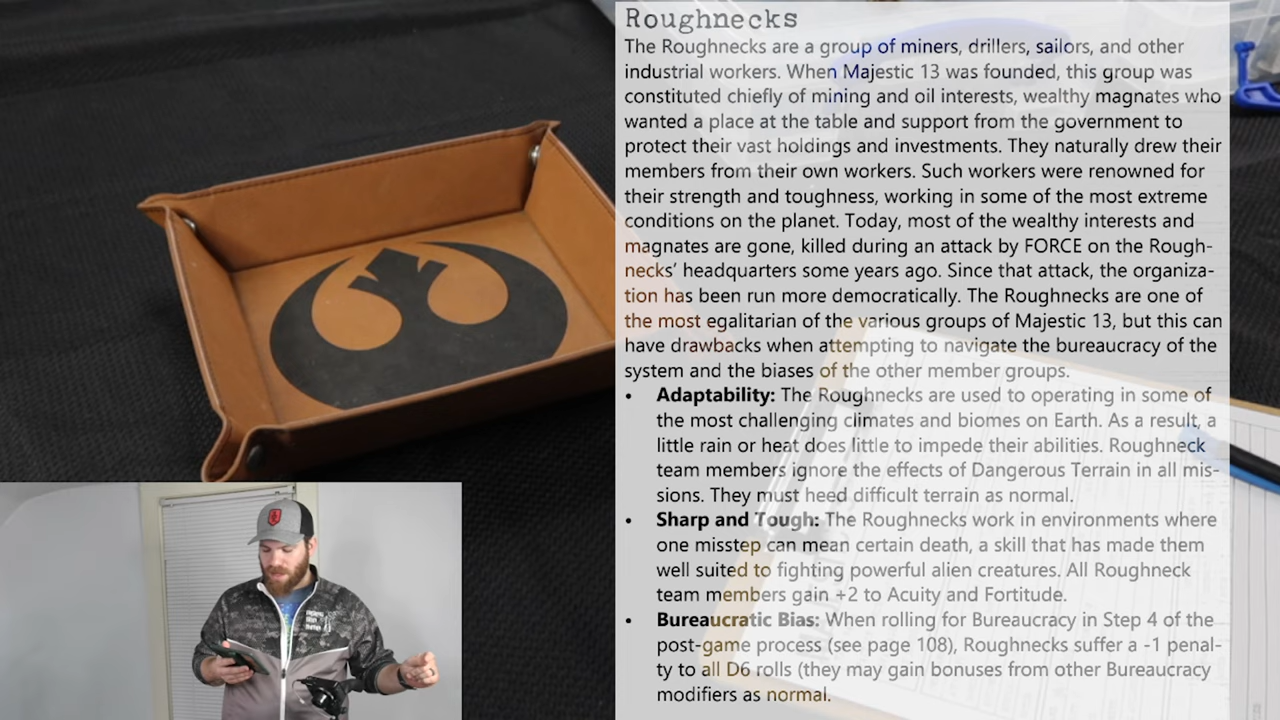 Roughnecks
The Roughnecks are a group of miners, drillers, sailors, and other
industrial workers. When Majestic 13 was founded, this group was
constituted chiefly of mining and oil interests, wealthy magnates who
wanted a place at the table and support from the government to
protect their vast holdings and investments. They naturally drew their
members from their own workers. Such workers were renowned for
their strength and toughness, working in some of the most extreme
conditions on the planet. Today, most of the wealthy interests and
magnates are gone, killed during an attack by FORCE on the Rough-
necks' headquarters some years ago. Since that attack, the organiza-
tion has been run more democratically. The Roughnecks are one of
the most egalitarian of the various groups of Majestic 13, but this can
have drawbacks when attempting to navigate the bureaucracy of the
system and the biases of the other member groups.
• Adaptability: The Roughnecks are used to operating in some of
the most challenging climates and biomes on Earth. As a result, a
little rain or heat does little to impede their abilities. Roughneck
team members ignore the effects of Dangerous Terrain in all mis-
sions. They must heed difficult terrain as normal.
• Sharp and Tough: The Roughnecks work in environments where
one misstep can mean certain death, a skill that has made them
well suited to fighting powerful alien creatures. All Roughneck
team members gain +2 to Acuity and Fortitude.
• Bureaucratic Bias: When rolling for Bureaucracy in Step 4 of the
post-game process (see page 108), Roughnecks suffer a -1 penal-
ty to all D6 rolls (they may gain bonuses from other Bureaucracy
modifiers as normal.